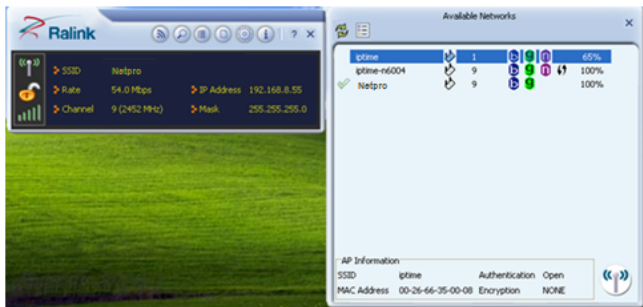 Ralink
? ×
SSID Netpro
Rate 54.0 Mbps IP Address 192.168.8.55
Channel 9 (2452 MHz) Mask 255.255.255.0
Available Networks
×
iptime 1 b g n 65%
iptime-n6004 9 b g n 100%
Netpro 9 b g 100%
AP Information
SSID iptime Authentication Open
MAC Address 00-26-66-35-00-08 Encryption NONE